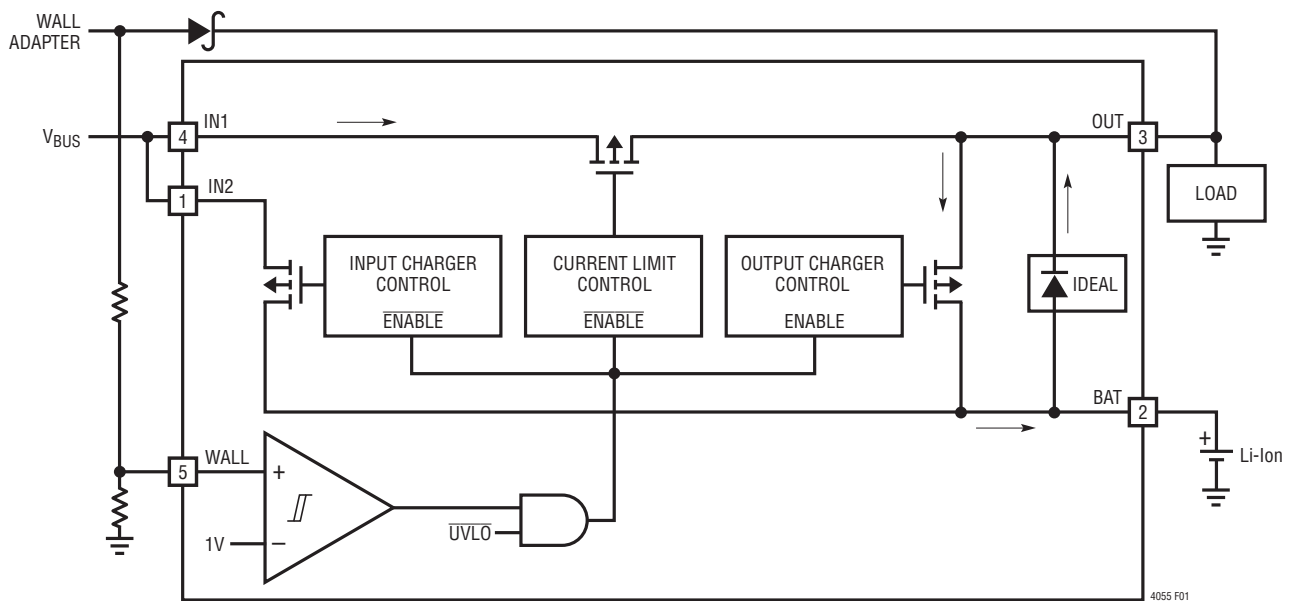 WALL
ADAPTER
VBUS
4
IN1
OUT
3
1
IN2
LOAD
INPUT CHARGER
CONTROL
ENABLE
CURRENT LIMIT
CONTROL
ENABLE
OUTPUT CHARGER
CONTROL
ENABLE
IDEAL
BAT
2
+
Li-Ion
5
WALL
+
1V
−
UVLO
4055 F01